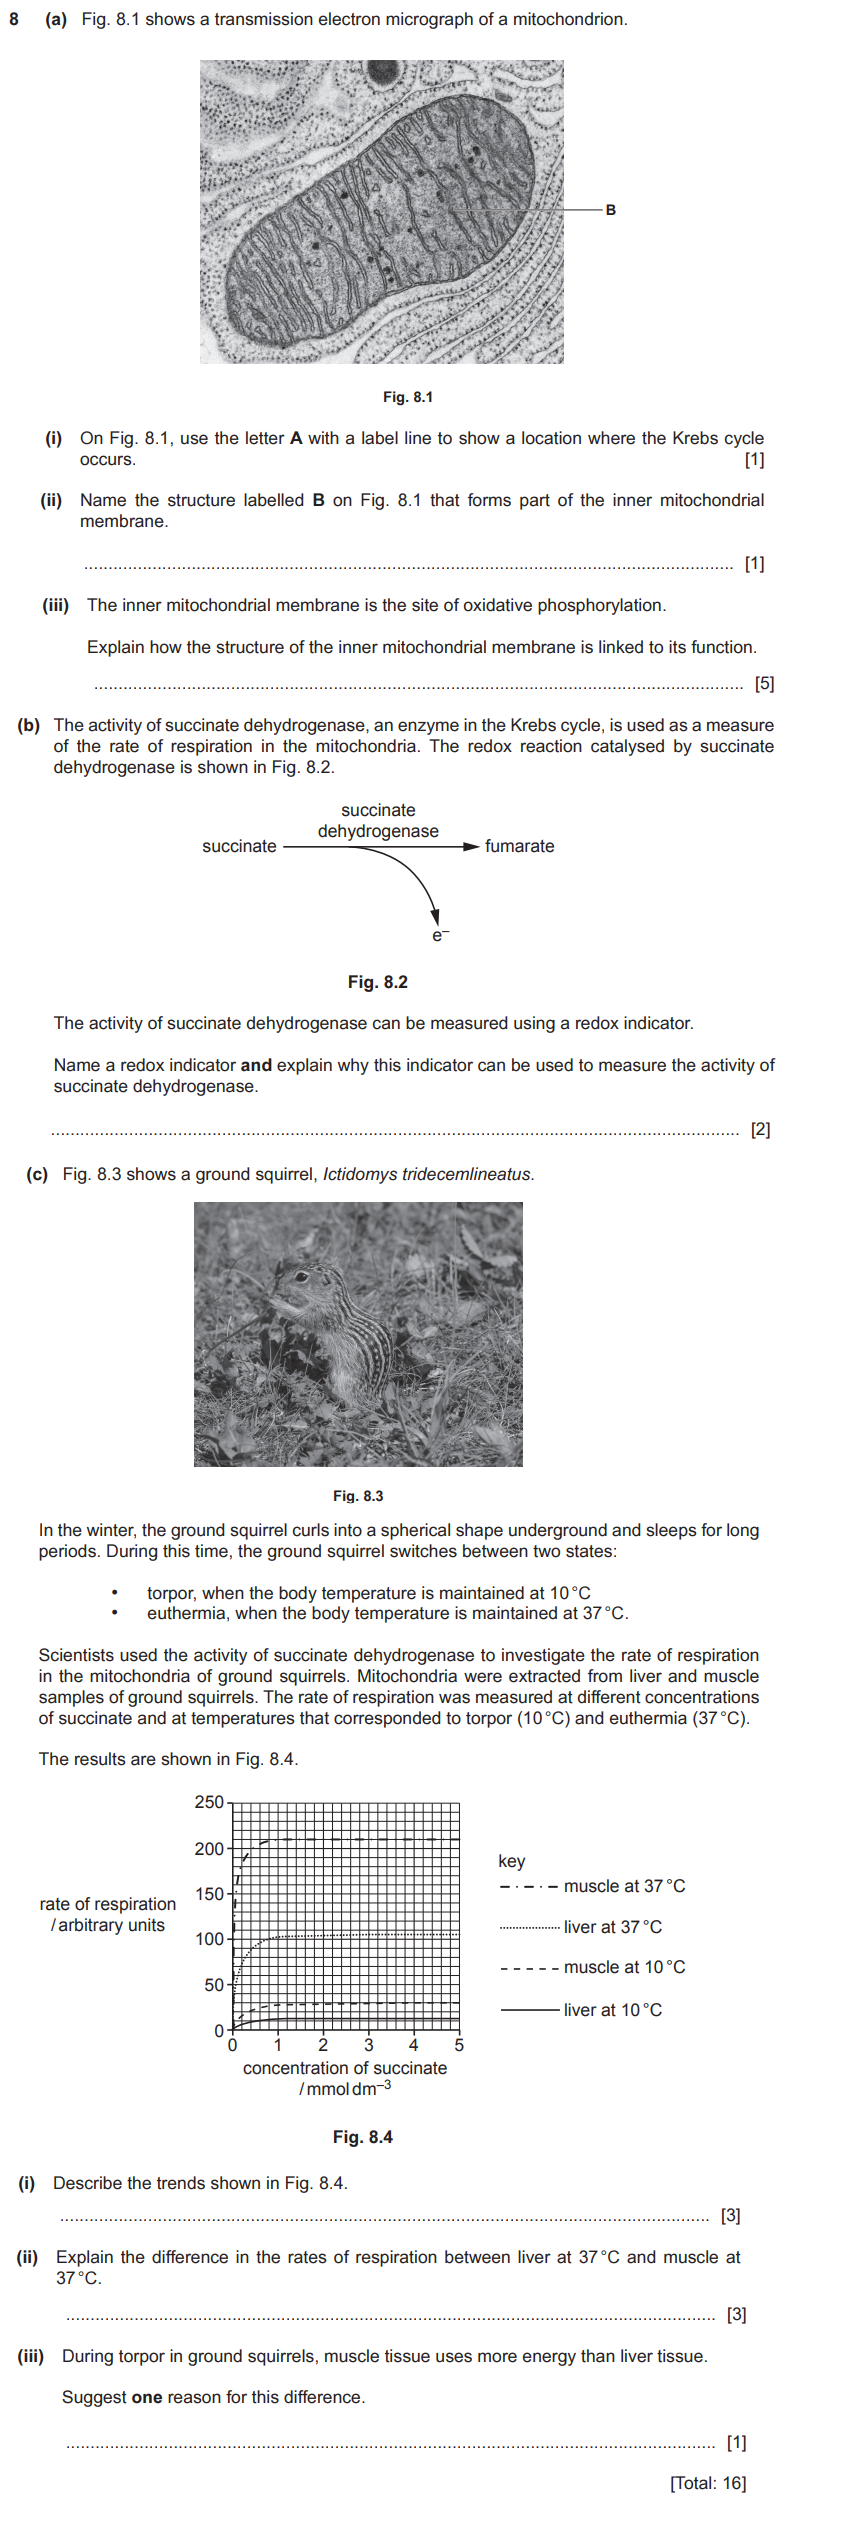 8 (a) Fig. 8.1 shows a transmission electron micrograph of a mitochondrion.
B
Fig. 8.1
(i) On Fig. 8.1, use the letter A with a label line to show a location where the Krebs cycle
occurs. [1]
(ii) Name the structure labelled B on Fig. 8.1 that forms part of the inner mitochondrial
membrane.
[1]
(iii) The inner mitochondrial membrane is the site of oxidative phosphorylation.
Explain how the structure of the inner mitochondrial membrane is linked to its function.
[5]
(b) The activity of succinate dehydrogenase, an enzyme in the Krebs cycle, is used as a measure
of the rate of respiration in the mitochondria. The redox reaction catalysed by succinate
dehydrogenase is shown in Fig. 8.2.
succinate
dehydrogenase
succinate fumarate
e–
Fig. 8.2
The activity of succinate dehydrogenase can be measured using a redox indicator.
Name a redox indicator and explain why this indicator can be used to measure the activity of
succinate dehydrogenase.
[2]
(c) Fig. 8.3 shows a ground squirrel, Ictidomys tridecemlineatus.
Fig. 8.3
In the winter, the ground squirrel curls into a spherical shape underground and sleeps for long
periods. During this time, the ground squirrel switches between two states:
• torpor, when the body temperature is maintained at 10 °C
• euthermia, when the body temperature is maintained at 37 °C.
Scientists used the activity of succinate dehydrogenase to investigate the rate of respiration
in the mitochondria of ground squirrels. Mitochondria were extracted from liver and muscle
samples of ground squirrels. The rate of respiration was measured at different concentrations
of succinate and at temperatures that corresponded to torpor (10 °C) and euthermia (37 °C).
The results are shown in Fig. 8.4.
250
200
150
100
50
0
rate of respiration
/ arbitrary units
0 1 2 3 4 5
concentration of succinate
/ mmol dm–3
key
muscle at 37 °C
liver at 37 °C
muscle at 10 °C
liver at 10 °C
Fig. 8.4
(i) Describe the trends shown in Fig. 8.4.
[3]
(ii) Explain the difference in the rates of respiration between liver at 37 °C and muscle at
37 °C.
[3]
(iii) During torpor in ground squirrels, muscle tissue uses more energy than liver tissue.
Suggest one reason for this difference.
[1]
[Total: 16]